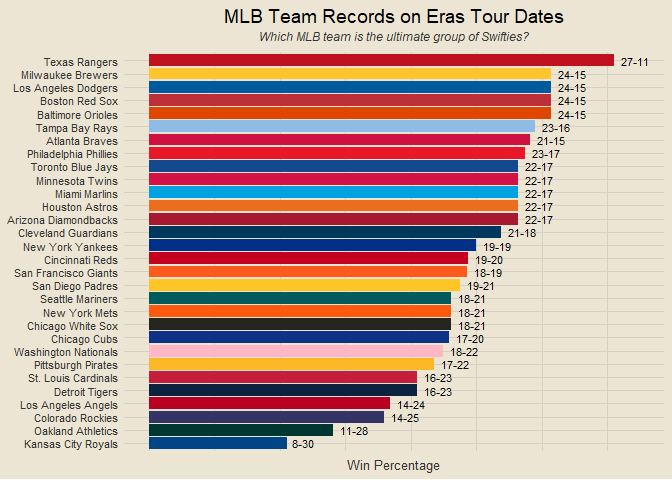 MLB Team Records on Eras Tour Dates
Which MLB team is the ultimate group of Swifties?
Texas Rangers 27-11
Milwaukee Brewers 24-15
Los Angeles Dodgers 24-15
Boston Red Sox 24-15
Baltimore Orioles 24-15
Tampa Bay Rays 23-16
Atlanta Braves 21-15
Philadelphia Phillies 23-17
Toronto Blue Jays 22-17
Minnesota Twins 22-17
Miami Marlins 22-17
Houston Astros 22-17
Arizona Diamondbacks 22-17
Cleveland Guardians 21-18
New York Yankees 19-19
Cincinnati Reds 19-20
San Francisco Giants 18-19
San Diego Padres 19-21
Seattle Mariners 18-21
New York Mets 18-21
Chicago White Sox 18-21
Chicago Cubs 17-20
Washington Nationals 18-22
Pittsburgh Pirates 17-22
St. Louis Cardinals 16-23
Detroit Tigers 16-23
Los Angeles Angels 14-24
Colorado Rockies 14-25
Oakland Athletics 11-28
Kansas City Royals 8-30
Win Percentage